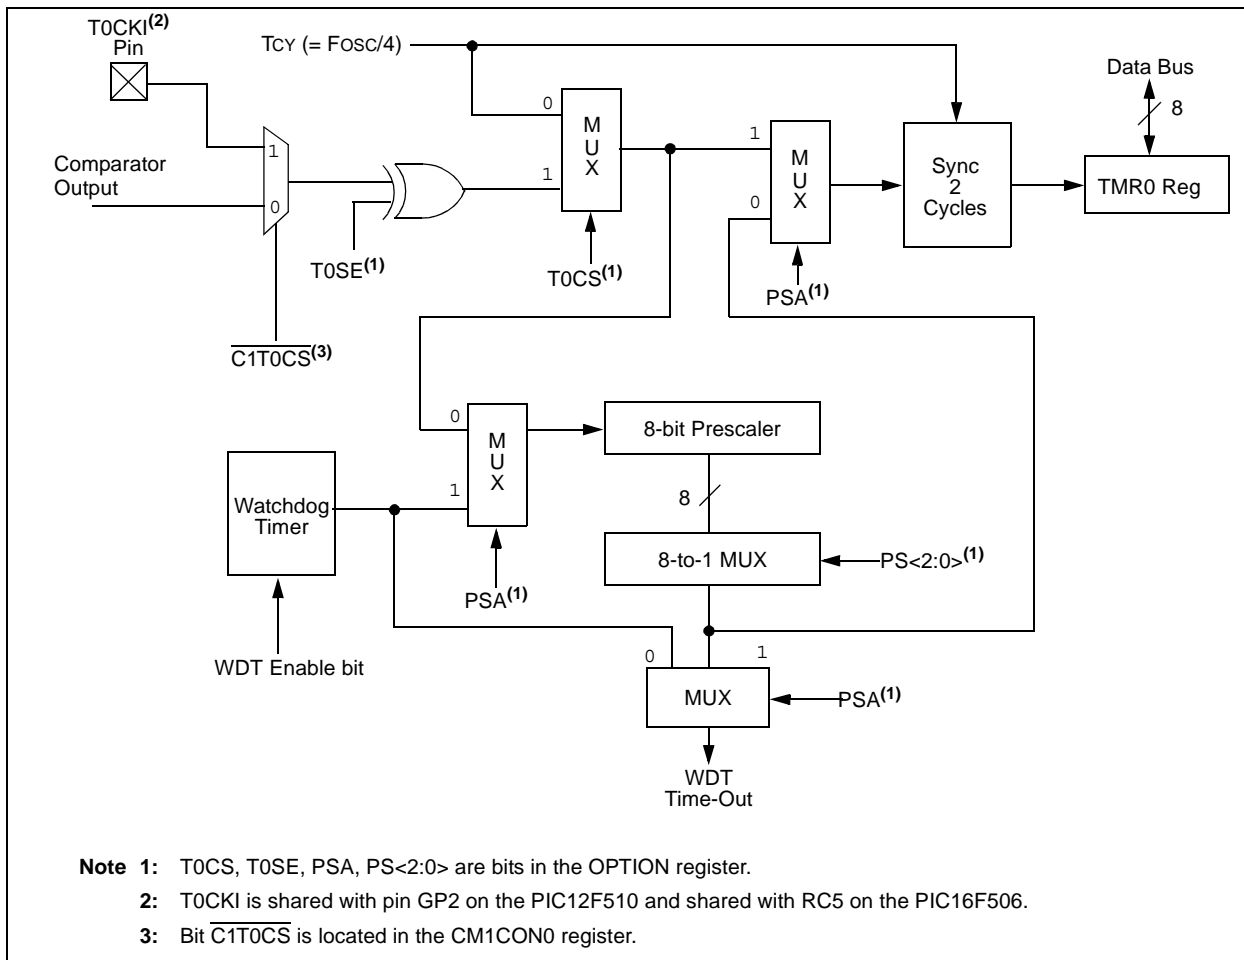 T0CKI(2)
Pin
TCY (= FOSC/4)
Data Bus
8
0
M
U
X
1
1
M
U
X
0
Sync
2
Cycles
TMR0 Reg
1
0
Comparator
Output
T0SE(1)
T0CS(1)
PSA(1)
C1T0CS(3)
0
M
U
X
1
8-bit Prescaler
Watchdog
Timer
8
8-to-1 MUX
PS<2:0>(1)
PSA(1)
WDT Enable bit
0
1
MUX
PSA(1)
WDT
Time-Out
Note 1: T0CS, T0SE, PSA, PS<2:0> are bits in the OPTION register.
2: T0CKI is shared with pin GP2 on the PIC12F510 and shared with RC5 on the PIC16F506.
3: Bit C1T0CS is located in the CM1CON0 register.